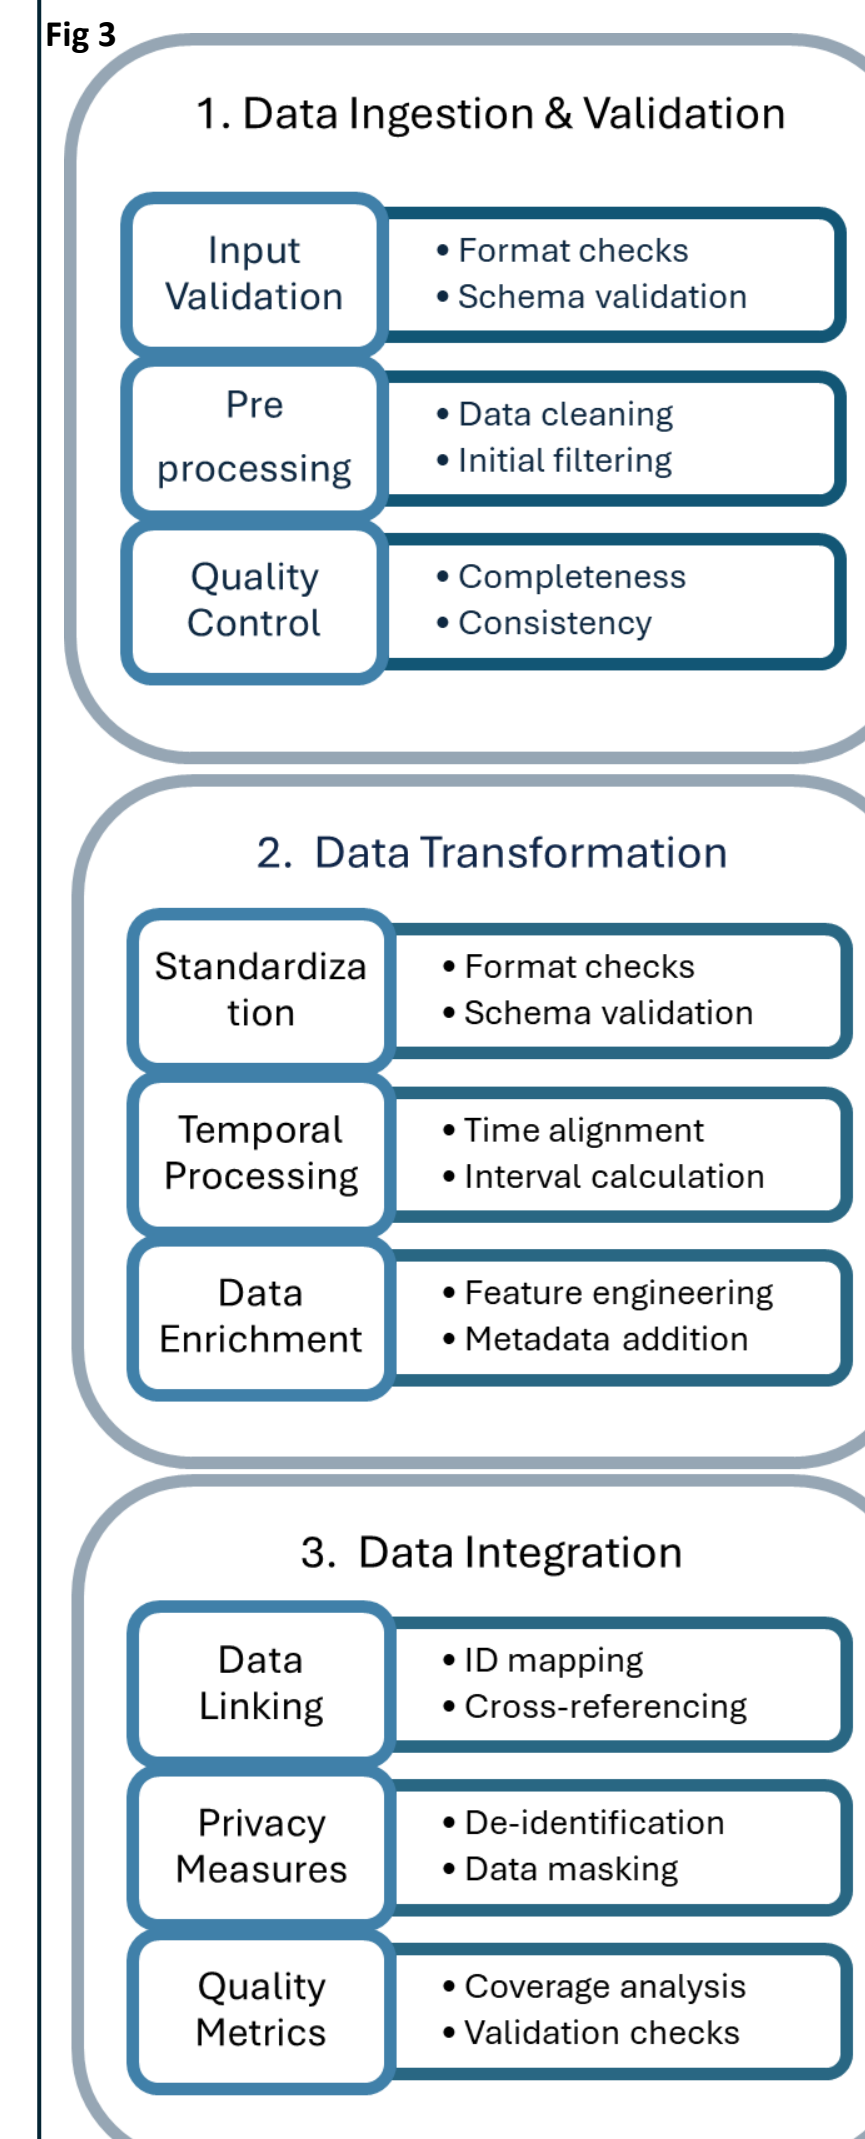 Fig 3
1. Data Ingestion & Validation
Input
Validation
• Format checks
• Schema validation
Pre
processing
• Data cleaning
• Initial filtering
Quality
Control
• Completeness
• Consistency
2. Data Transformation
Standardiza
tion
• Format checks
• Schema validation
Temporal
Processing
• Time alignment
• Interval calculation
Data
Enrichment
• Feature engineering
• Metadata addition
3. Data Integration
Data
Linking
• ID mapping
• Cross-referencing
Privacy
Measures
• De-identification
• Data masking
Quality
Metrics
• Coverage analysis
• Validation checks